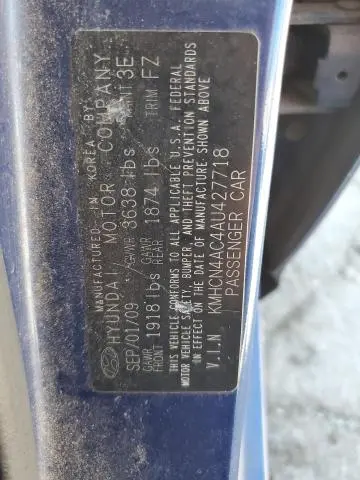 MANUFACTURED IN KOREA BY:
HYUNDAI MOTOR COMPANY
SEP/01/09 GVWR 3638 lbs PAINT 3E
GAWR FRONT 1918 lbs GAWR REAR 1874 lbs TRIM FZ
THIS VEHICLE CONFORMS TO ALL APPLICABLE U.S.A. FEDERAL
MOTOR VEHICLE SAFETY, BUMPER, AND THEFT PREVENTION STANDARDS
IN EFFECT ON THE DATE OF MANUFACTURE SHOWN ABOVE
V.I.N KMHCN4AC4AU427718
PASSENGER CAR